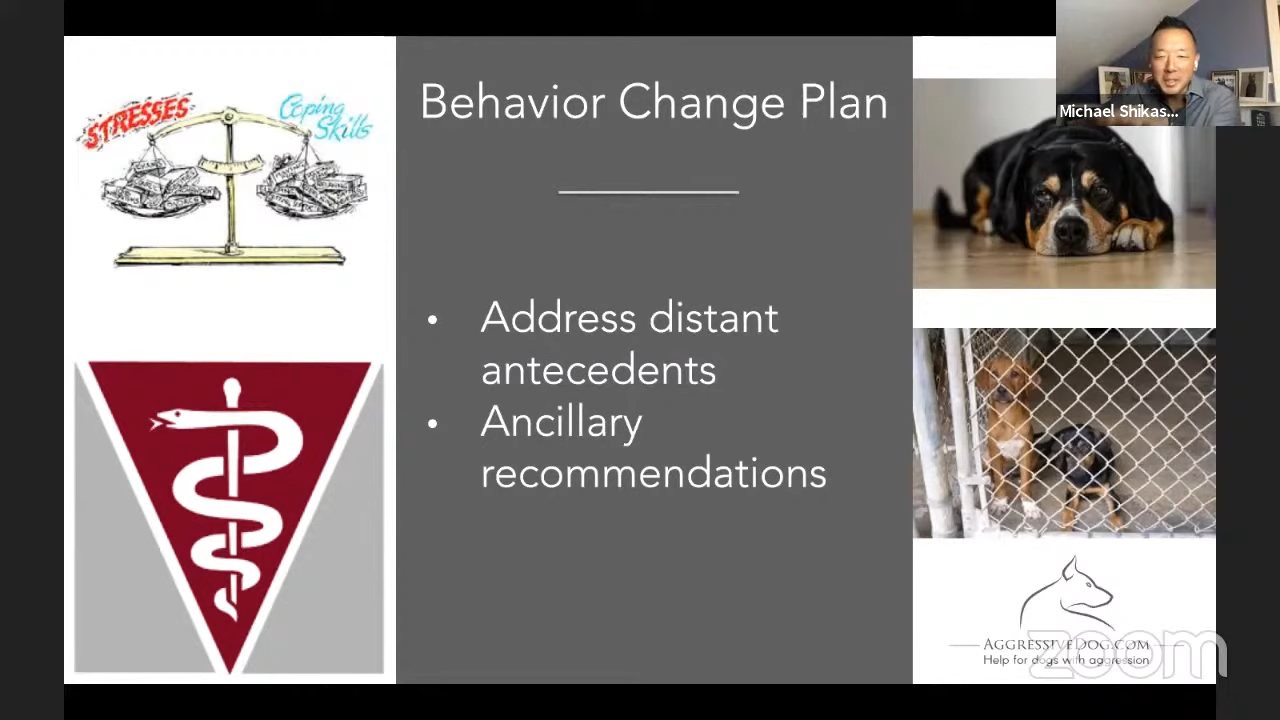 STRESSES
Coping
Skills
Behavior Change Plan
• Address distant
antecedents
• Ancillary
recommendations
Michael Shikas...
AGGRESSIVEDOG.COM
Help for dogs with aggression
zoom